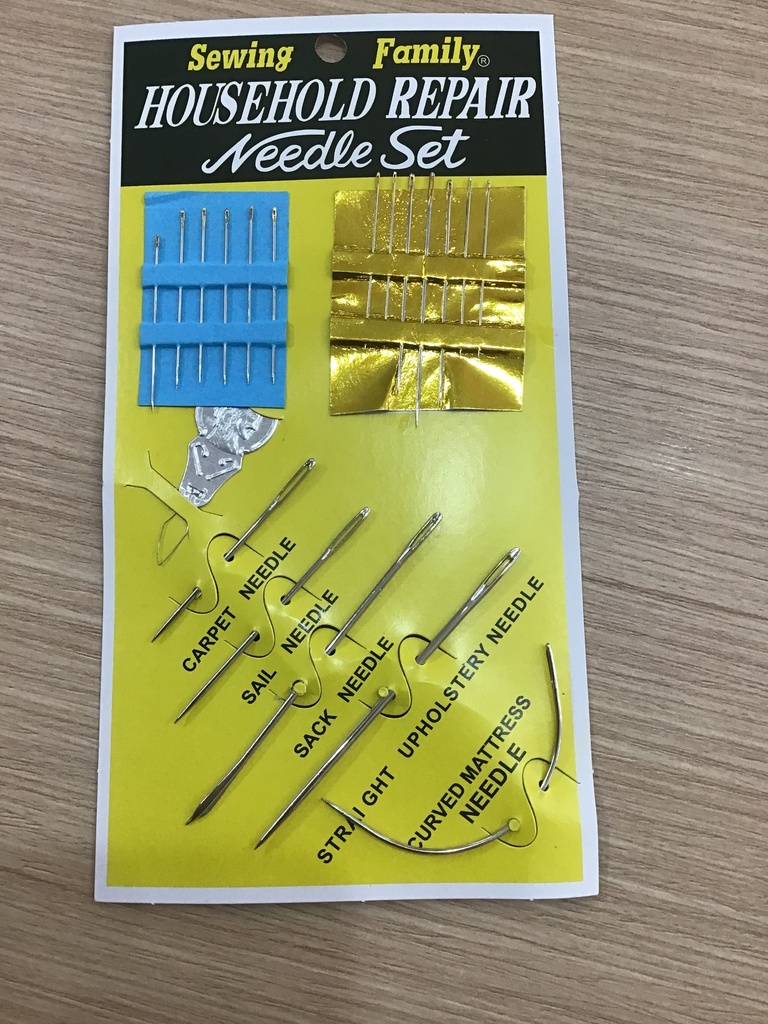 Sewing Family®
HOUSEHOLD REPAIR
Needle Set
CARPET NEEDLE
SAIL NEEDLE
SACK NEEDLE
STRAIGHT UPHOLSTERY NEEDLE
CURVED MATTRESS
NEEDLE